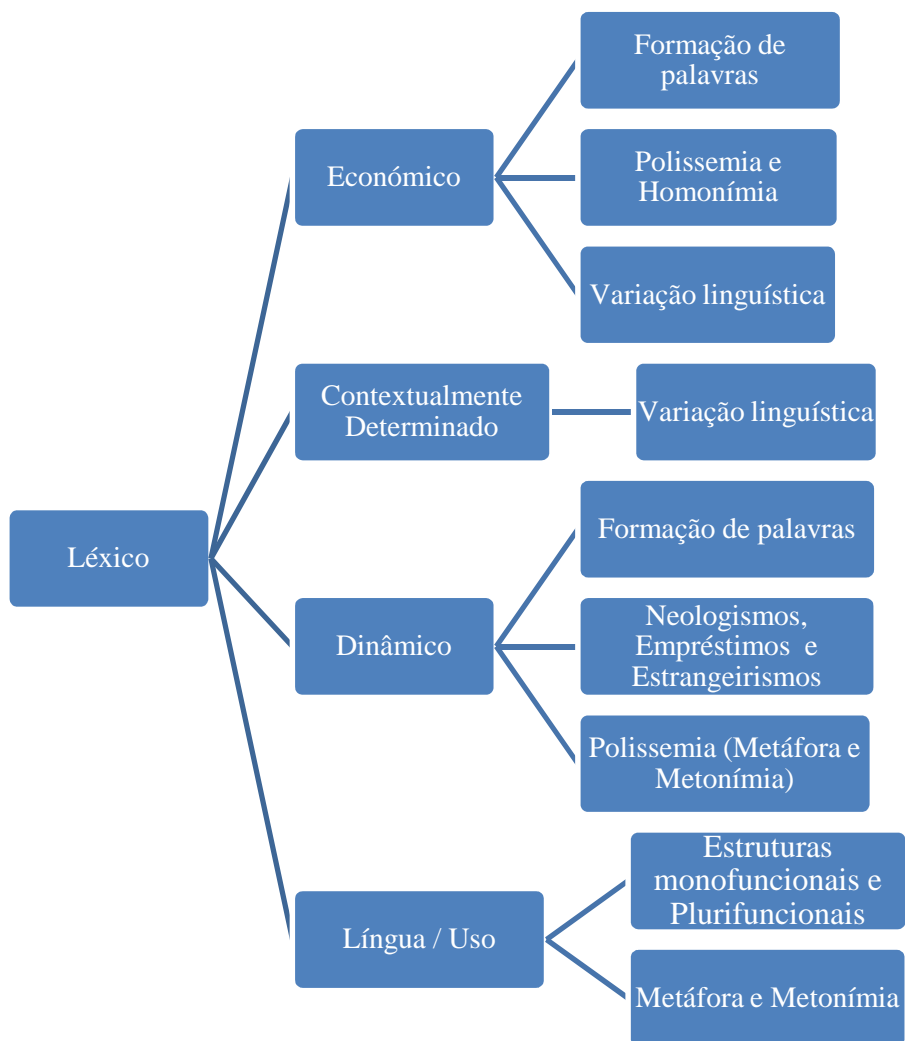 Formação de
palavras
Económico
Polissemia e
Homonímia
Variação linguística
Contextualmente
Determinado
Variação linguística
Léxico
Formação de palavras
Dinâmico
Neologismos,
Empréstimos e
Estrangeirismos
Polissemia (Metáfora e
Metonímia)
Língua / Uso
Estruturas
monofuncionais e
Plurifuncionais
Metáfora e Metonímia